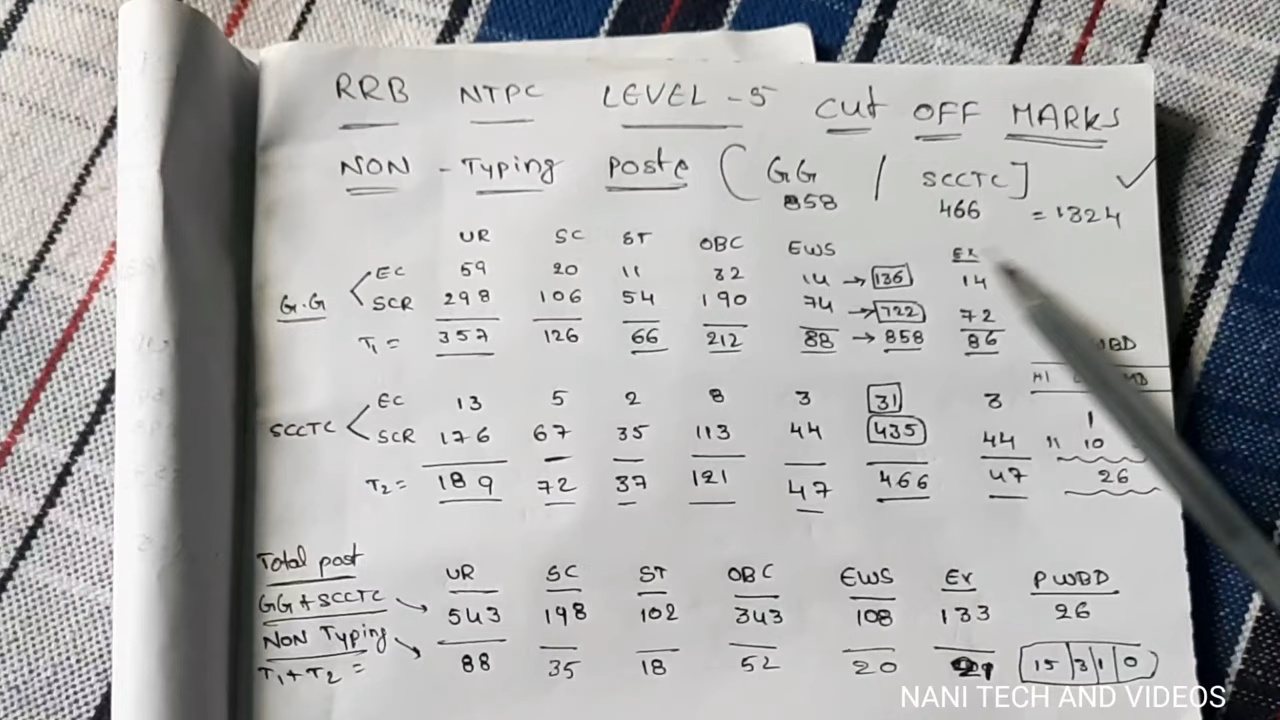 RRB NTPC LEVEL - 5 CUT OFF MARKS
NON - Typing Posts ( GG / SCCTC ]
858 466 = 1324
UR SC ST OBC EWS Ex
G.G EC 59 20 11 32 14 → 136 14
SCR 298 106 54 190 74 → 722 72
T1 = 357 126 66 212 88 → 858 86
SCCTC EC 13 5 2 8 3 31 3 1
SCR 176 67 35 113 44 435 44 11 10
T2 = 189 72 37 121 47 466 47 26
Total post UR SC ST OBC EWS Ex PWBD
GG + SCCTC → 543 198 102 343 108 133 26
NON Typing
T1 + T2 = 88 35 18 52 20 21 15 3 1 0
NANI TECH AND VIDEOS